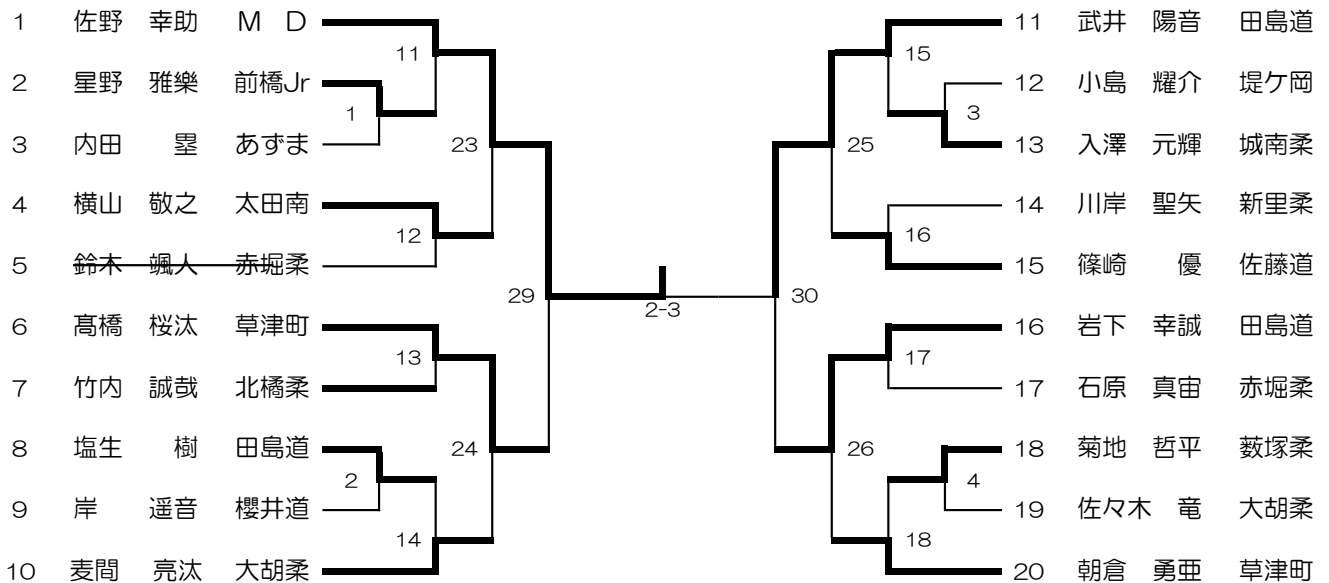 1 佐野 幸助 M D
2 星野 雅樂 前橋Jr
3 内田 塁 あずま
4 横山 敬之 太田南
5 鈴木 颯人 赤堀柔
6 髙橋 桜汰 草津町
7 竹内 誠哉 北橘柔
8 塩生 樹 田島道
9 岸 遥音 櫻井道
10 麦間 亮汰 大胡柔
11
1
23
12
29
13
24
2
14
2-3
15
3
25
16
30
17
26
4
18
11 武井 陽音 田島道
12 小島 耀介 堤ケ岡
13 入澤 元輝 城南柔
14 川岸 聖矢 新里柔
15 篠崎 優 佐藤道
16 岩下 幸誠 田島道
17 石原 真宙 赤堀柔
18 菊地 哲平 薮塚柔
19 佐々木 竜 大胡柔
20 朝倉 勇亜 草津町